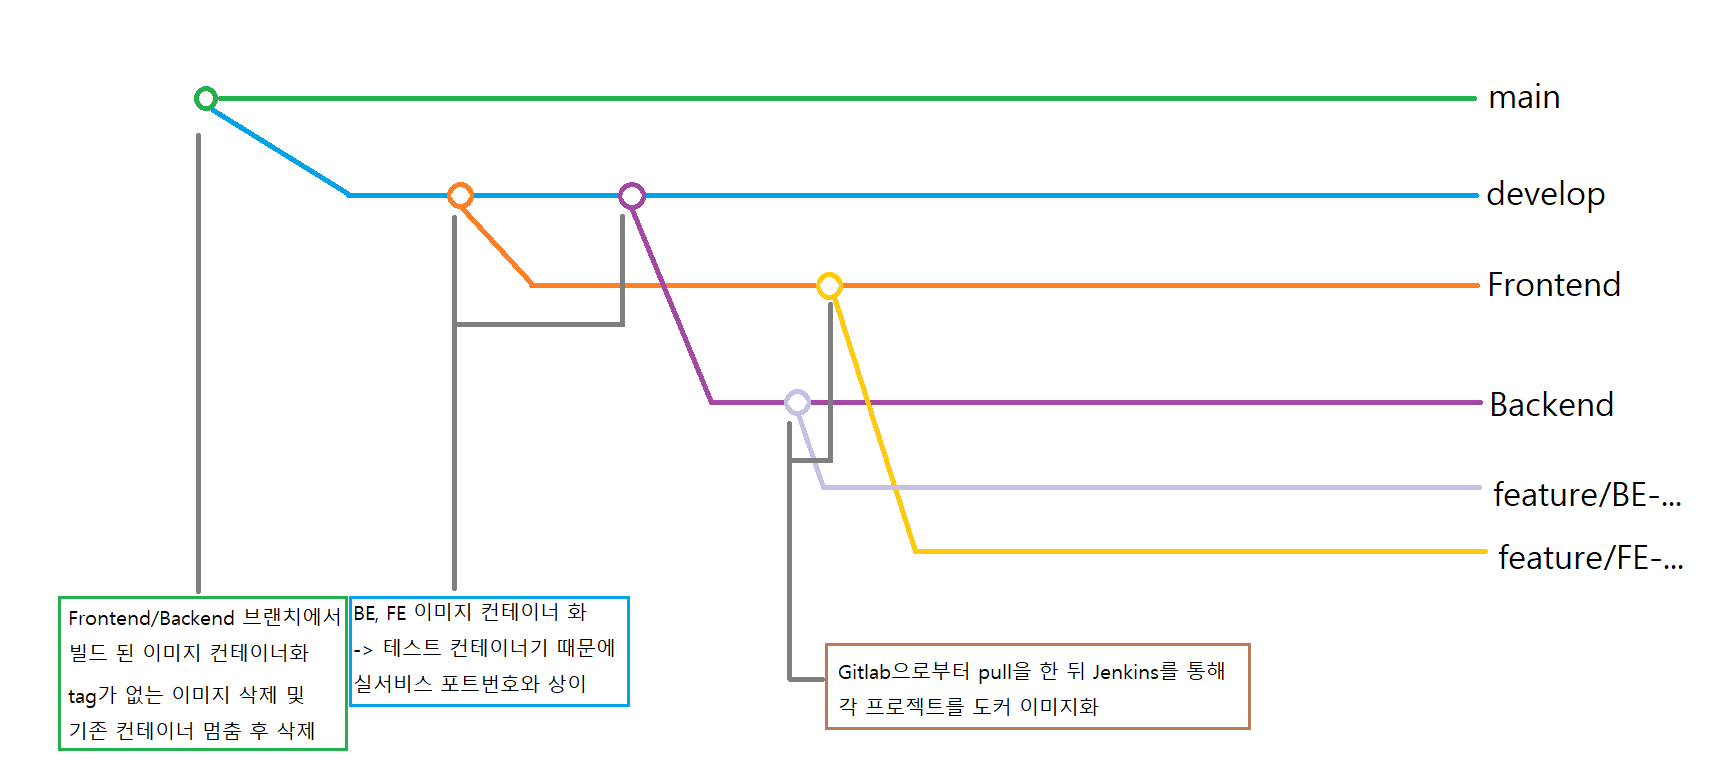 main
develop
Frontend
Backend
feature/BE-...
feature/FE-...
Frontend/Backend 브랜치에서
빌드 된 이미지 컨테이너화
tag가 없는 이미지 삭제 및
기존 컨테이너 멈춤 후 삭제
BE, FE 이미지 컨테이너 화
-> 테스트 컨테이너기 때문에
실서비스 포트번호와 상이
Gitlab으로부터 pull을 한 뒤 Jenkins를 통해
각 프로젝트를 도커 이미지화